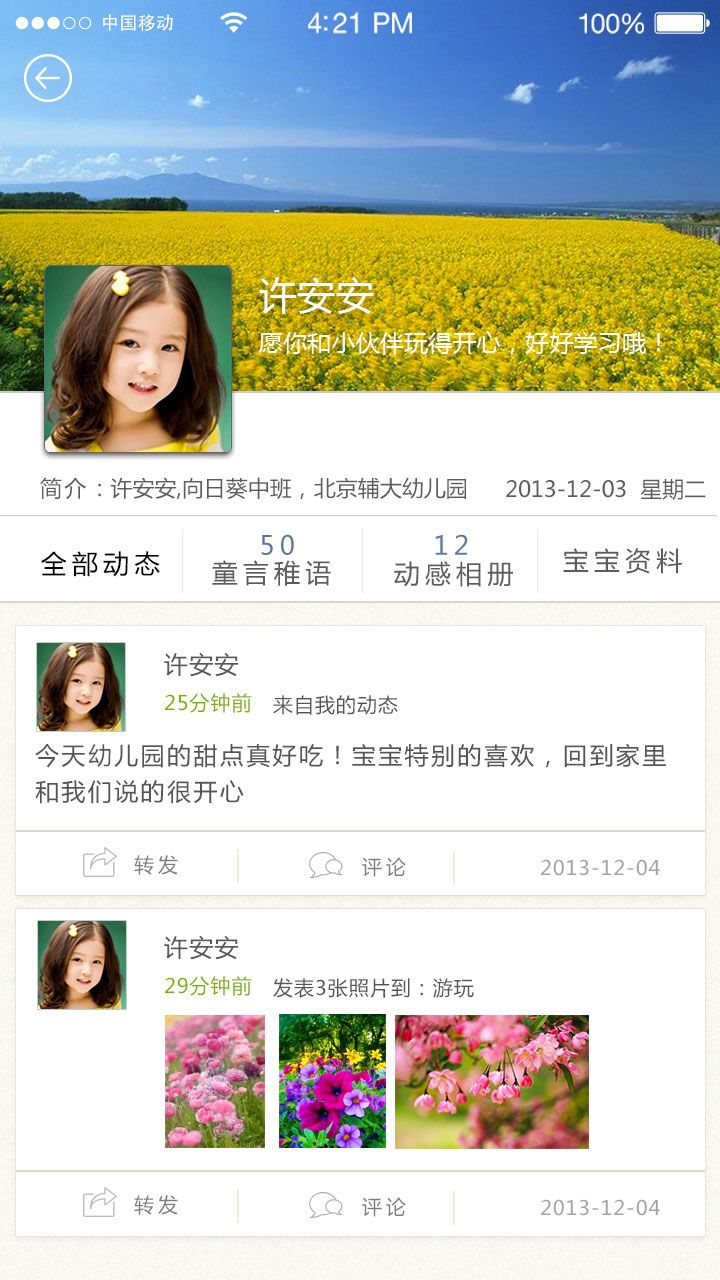 中国移动 4:21 PM 100%
许安安
愿你和小伙伴玩得开心，好好学习哦！
简介：许安安,向日葵中班，北京辅大幼儿园 2013-12-03 星期二
50 12
全部动态 童言稚语 动感相册 宝宝资料
许安安
25分钟前 来自我的动态
今天幼儿园的甜点真好吃！宝宝特别的喜欢，回到家里
和我们说的很开心
转发 评论 2013-12-04
许安安
29分钟前 发表3张照片到：游玩
转发 评论 2013-12-04